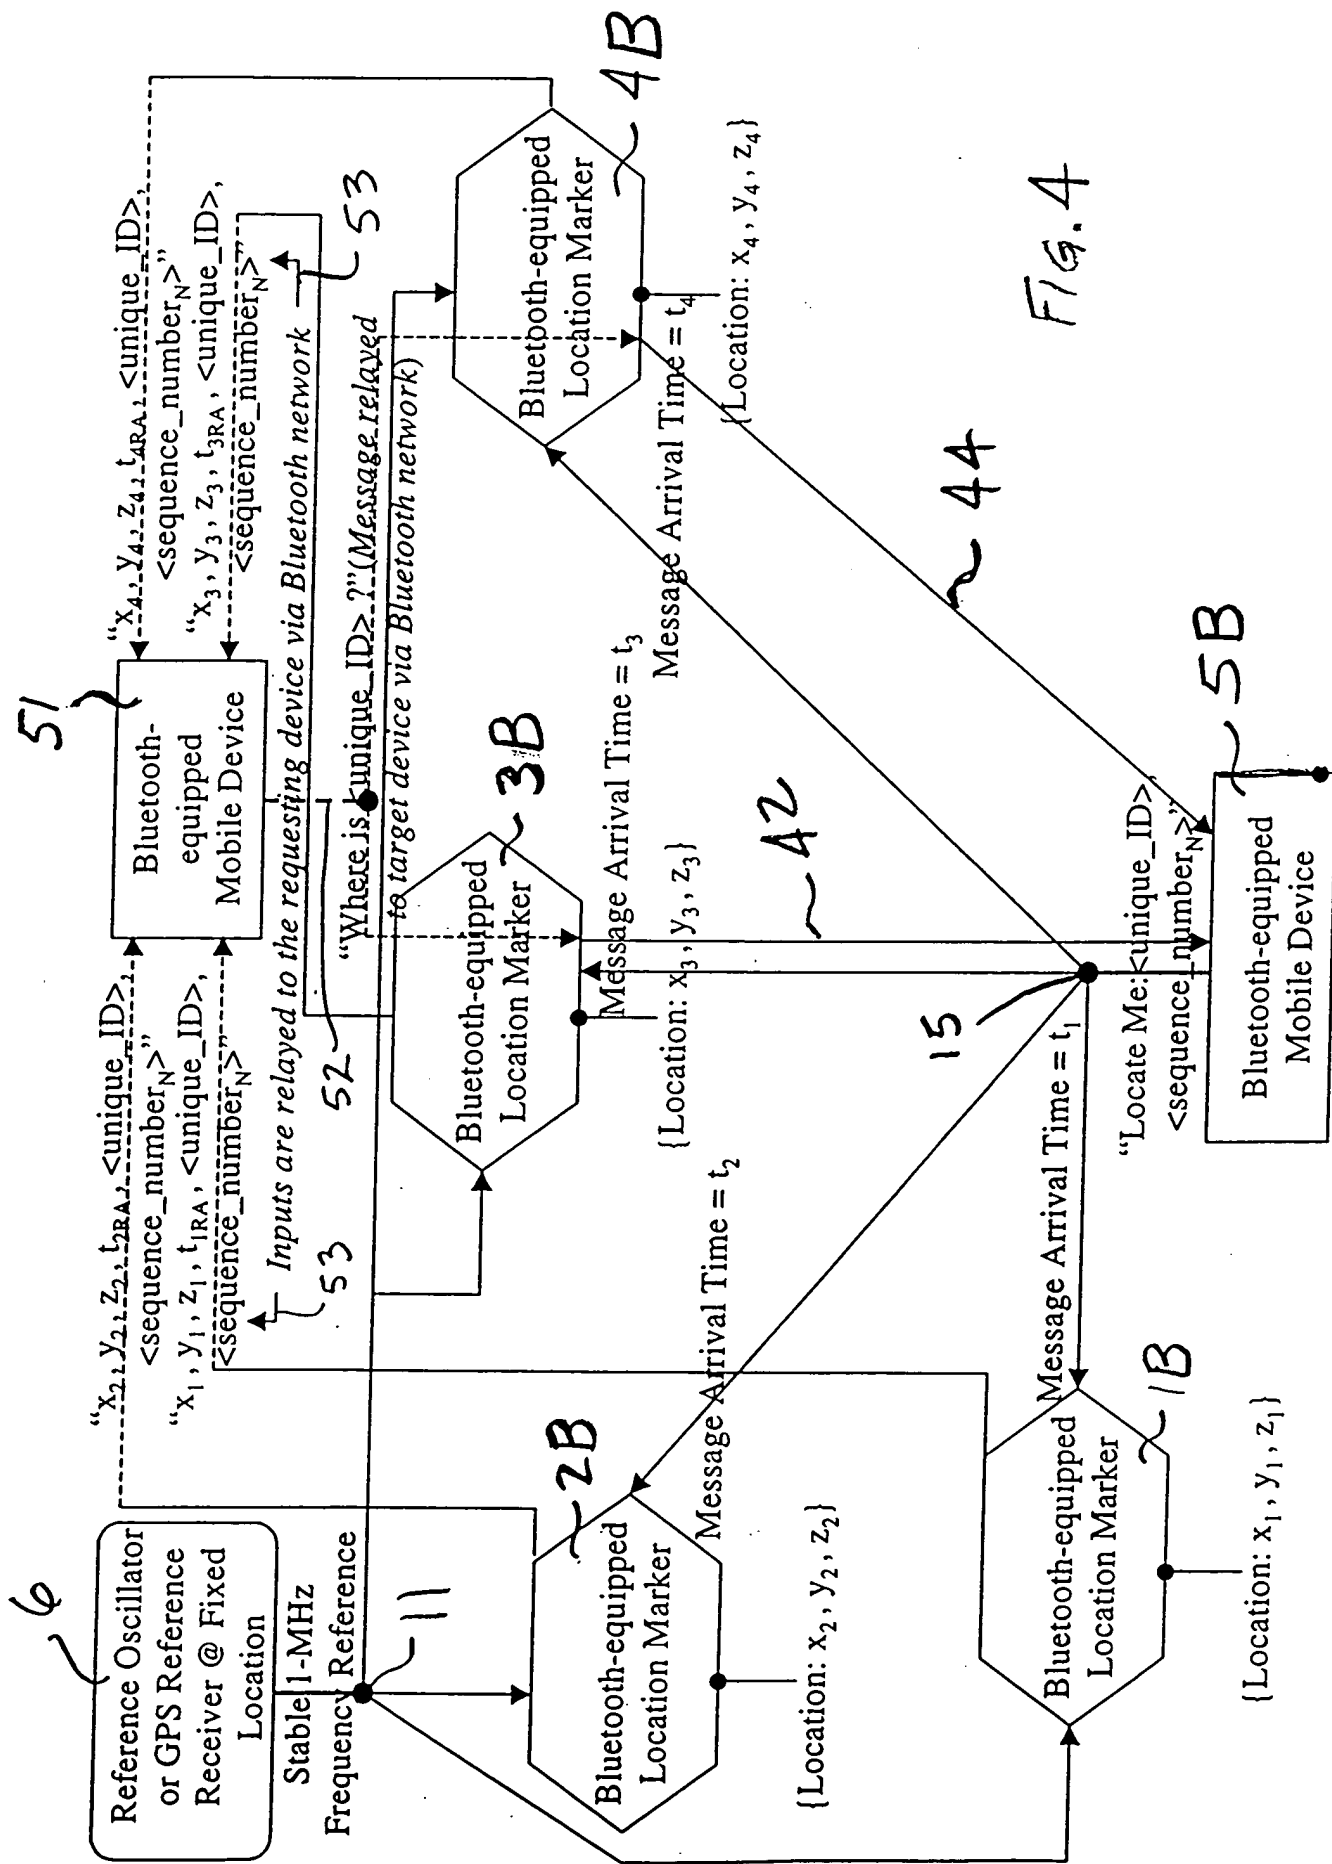 6
Reference Oscillator
or GPS Reference
Receiver @ Fixed
Location
Stable 1-MHz
Frequency Reference
11
“x2, y2, z2, t2RA, <unique_ID>,
<sequence_numberN>”
“x1, y1, z1, t1RA, <unique_ID>,
<sequence_numberN>”
53
Inputs are relayed to the requesting device via Bluetooth network
52
51
Bluetooth-
equipped
Mobile Device
“x4, y4, z4, t4RA, <unique_ID>,
<sequence_numberN>”
“x3, y3, z3, t3RA, <unique_ID>,
<sequence_numberN>”
53
“Where is <unique_ID> ?”(Message relayed
to target device via Bluetooth network)
2B
Bluetooth-equipped
Location Marker
Message Arrival Time = t2
{Location: x2, y2, z2}
3B
Bluetooth-equipped
Location Marker
Message Arrival Time = t3
{Location: x3, y3, z3}
4B
Bluetooth-equipped
Location Marker
Message Arrival Time = t4
{Location: x4, y4, z4}
42
44
15
Message Arrival Time = t1
1B
Bluetooth-equipped
Location Marker
{Location: x1, y1, z1}
“Locate Me:<unique_ID>,
<sequence_numberN>”
5B
Bluetooth-equipped
Mobile Device
FIG. 4